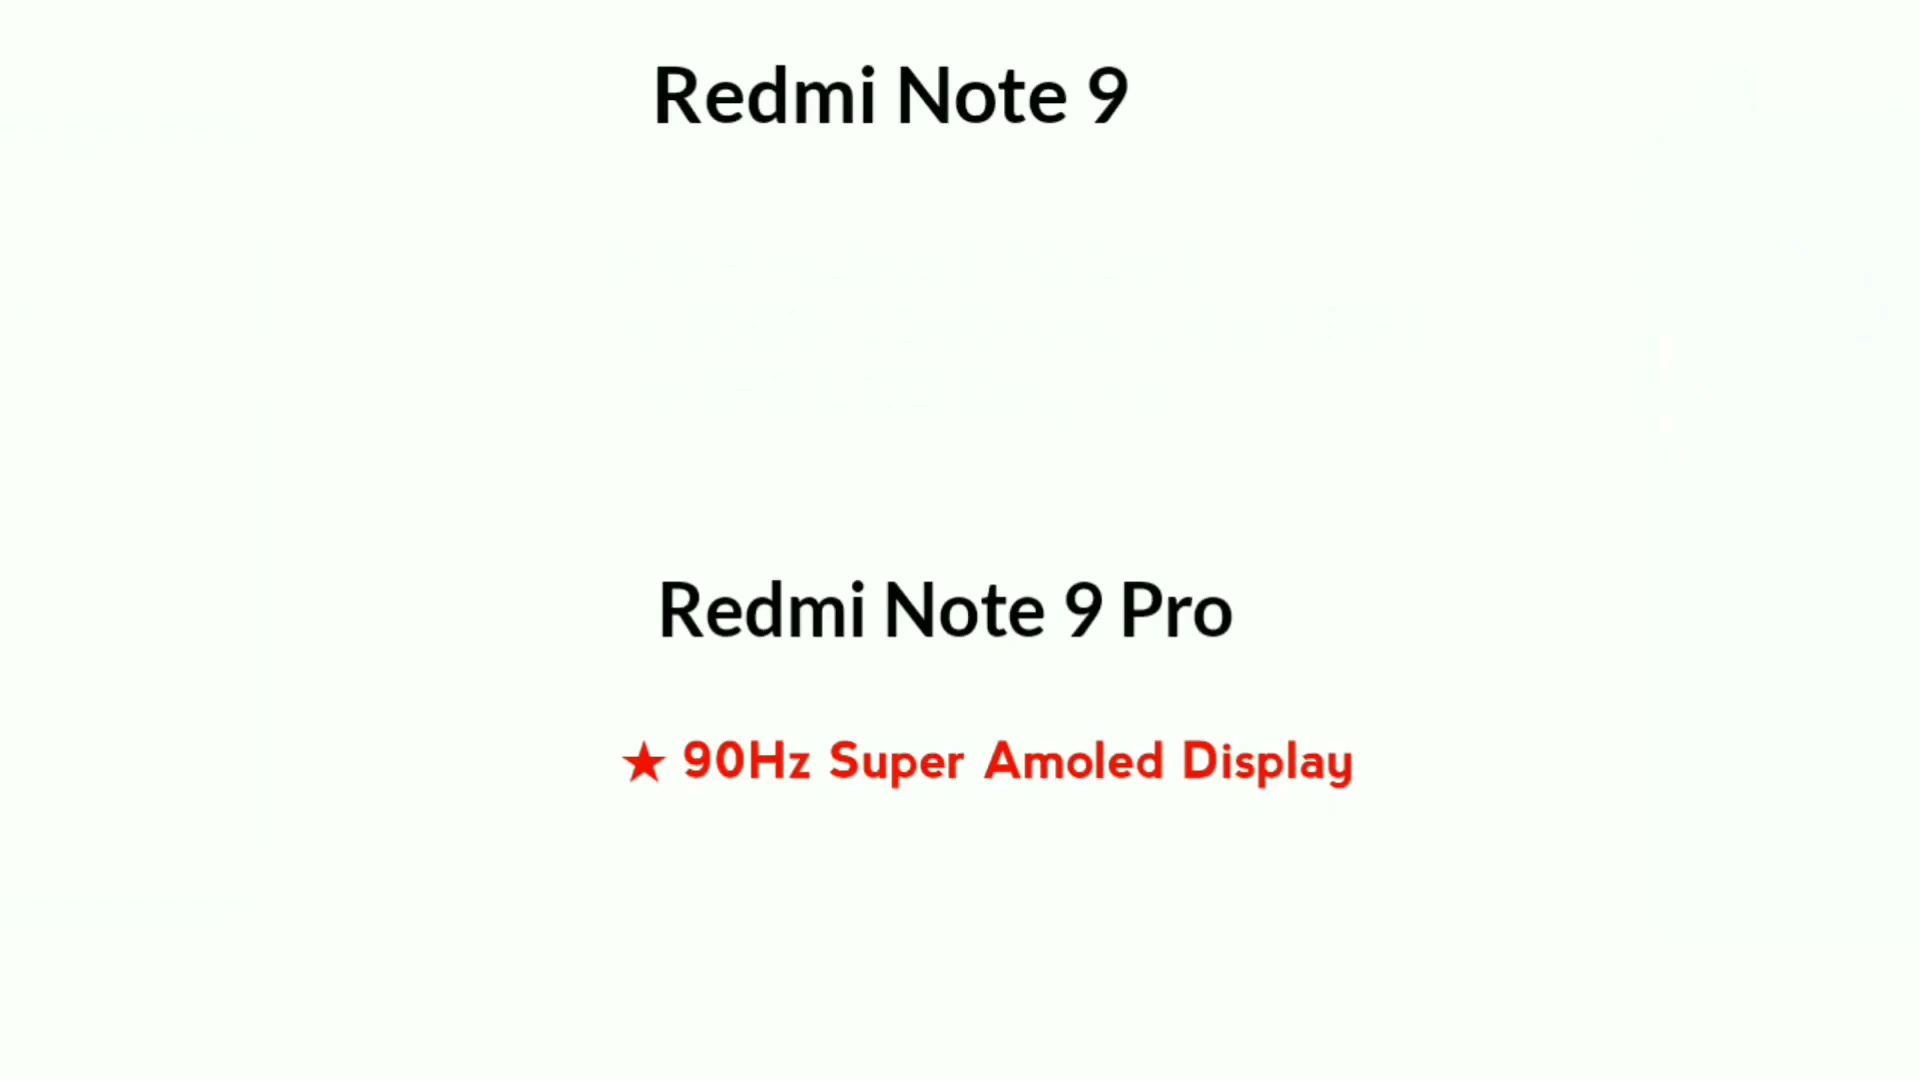 Redmi Note 9
Redmi Note 9 Pro
★ 90Hz Super Amoled Display